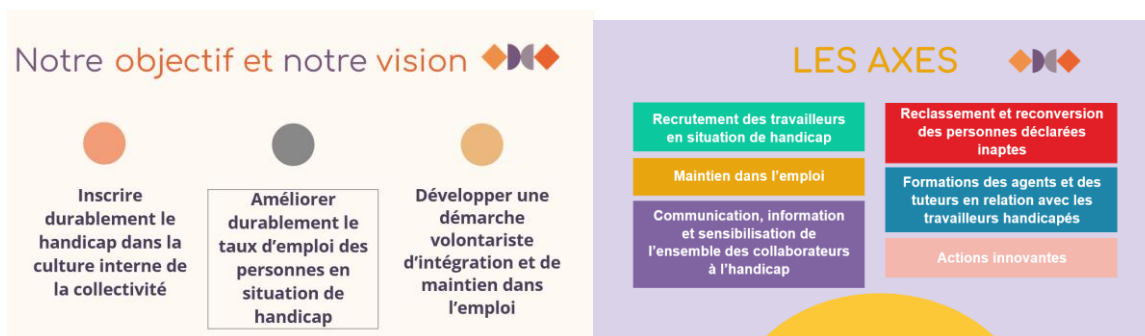 Notre objectif et notre vision
Inscrire
durablement le
handicap dans la
culture interne de
la collectivité
Améliorer
durablement le
taux d'emploi des
personnes en
situation de
handicap
Développer une
démarche
volontariste
d'intégration et de
maintien dans
l'emploi
LES AXES
Recrutement des travailleurs
en situation de handicap
Maintien dans l'emploi
Communication, information
et sensibilisation de
l'ensemble des collaborateurs
à l'handicap
Reclassement et reconversion
des personnes déclarées
inaptes
Formations des agents et des
tuteurs en relation avec les
travailleurs handicapés
Actions innovantes